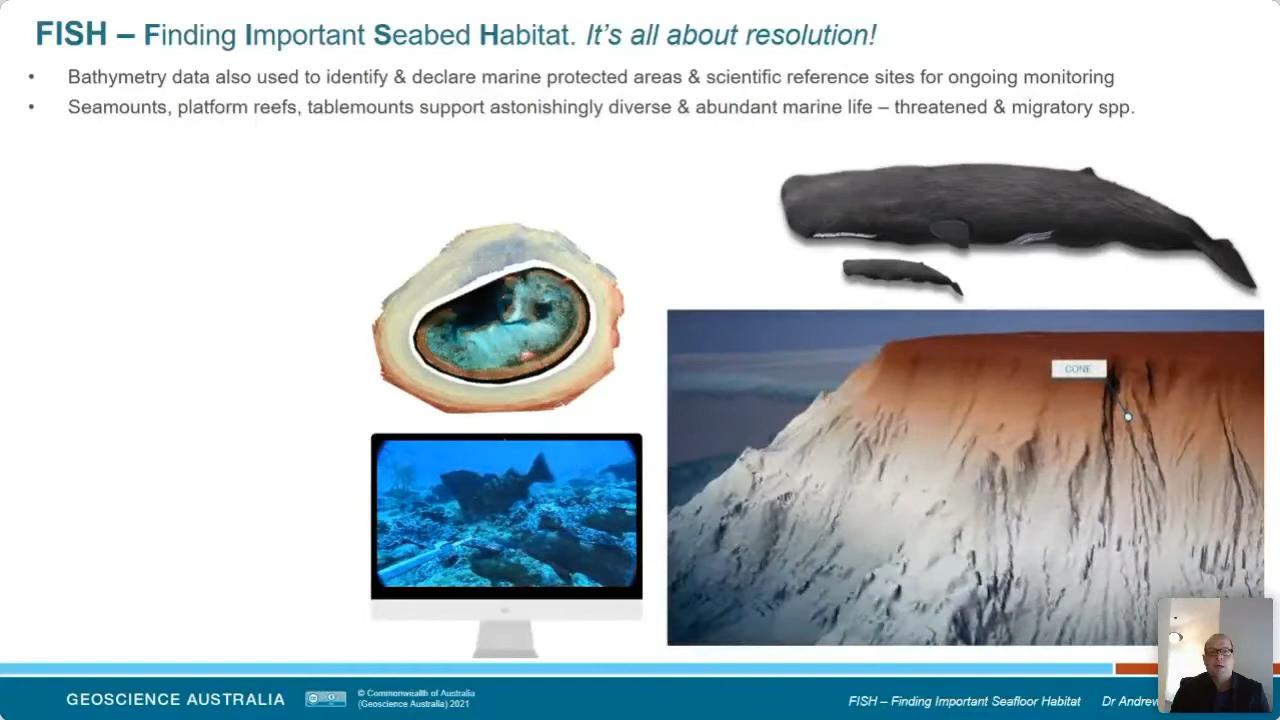 FISH – Finding Important Seabed Habitat. It's all about resolution!
• Bathymetry data also used to identify & declare marine protected areas & scientific reference sites for ongoing monitoring
• Seamounts, platform reefs, tablemounts support astonishingly diverse & abundant marine life – threatened & migratory spp.
CONE
GEOSCIENCE AUSTRALIA
© Commonwealth of Australia
(Geoscience Australia) 2021
FISH – Finding Important Seafloor Habitat Dr Andrew